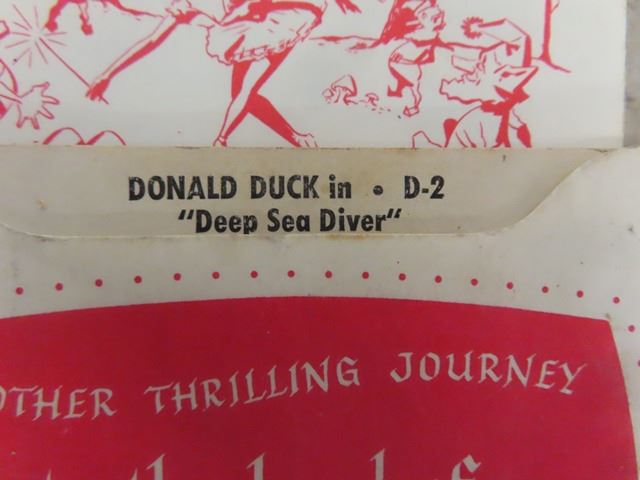 DONALD DUCK in • D-2
"Deep Sea Diver"
OTHER THRILLING JOURNEY